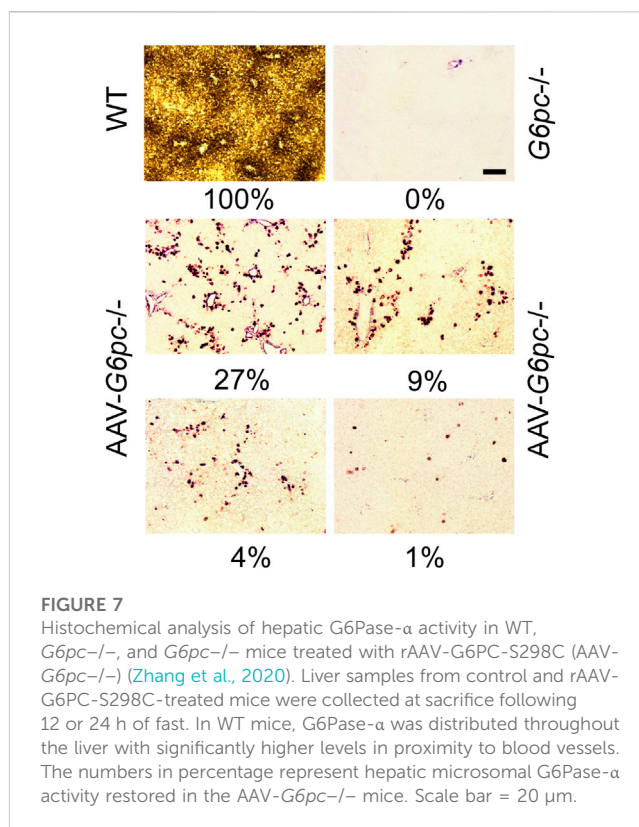 WT
G6pc-/-
100%
0%
AAV-G6pc-/-
AAV-G6pc-/-
27%
9%
4%
1%
FIGURE 7
Histochemical analysis of hepatic G6Pase-α activity in WT,
G6pc−/−, and G6pc−/− mice treated with rAAV-G6PC-S298C (AAV-
G6pc−/−) (Zhang et al., 2020). Liver samples from control and rAAV-
G6PC-S298C-treated mice were collected at sacrifice following
12 or 24 h of fast. In WT mice, G6Pase-α was distributed throughout
the liver with significantly higher levels in proximity to blood vessels.
The numbers in percentage represent hepatic microsomal G6Pase-α
activity restored in the AAV-G6pc−/− mice. Scale bar = 20 μm.